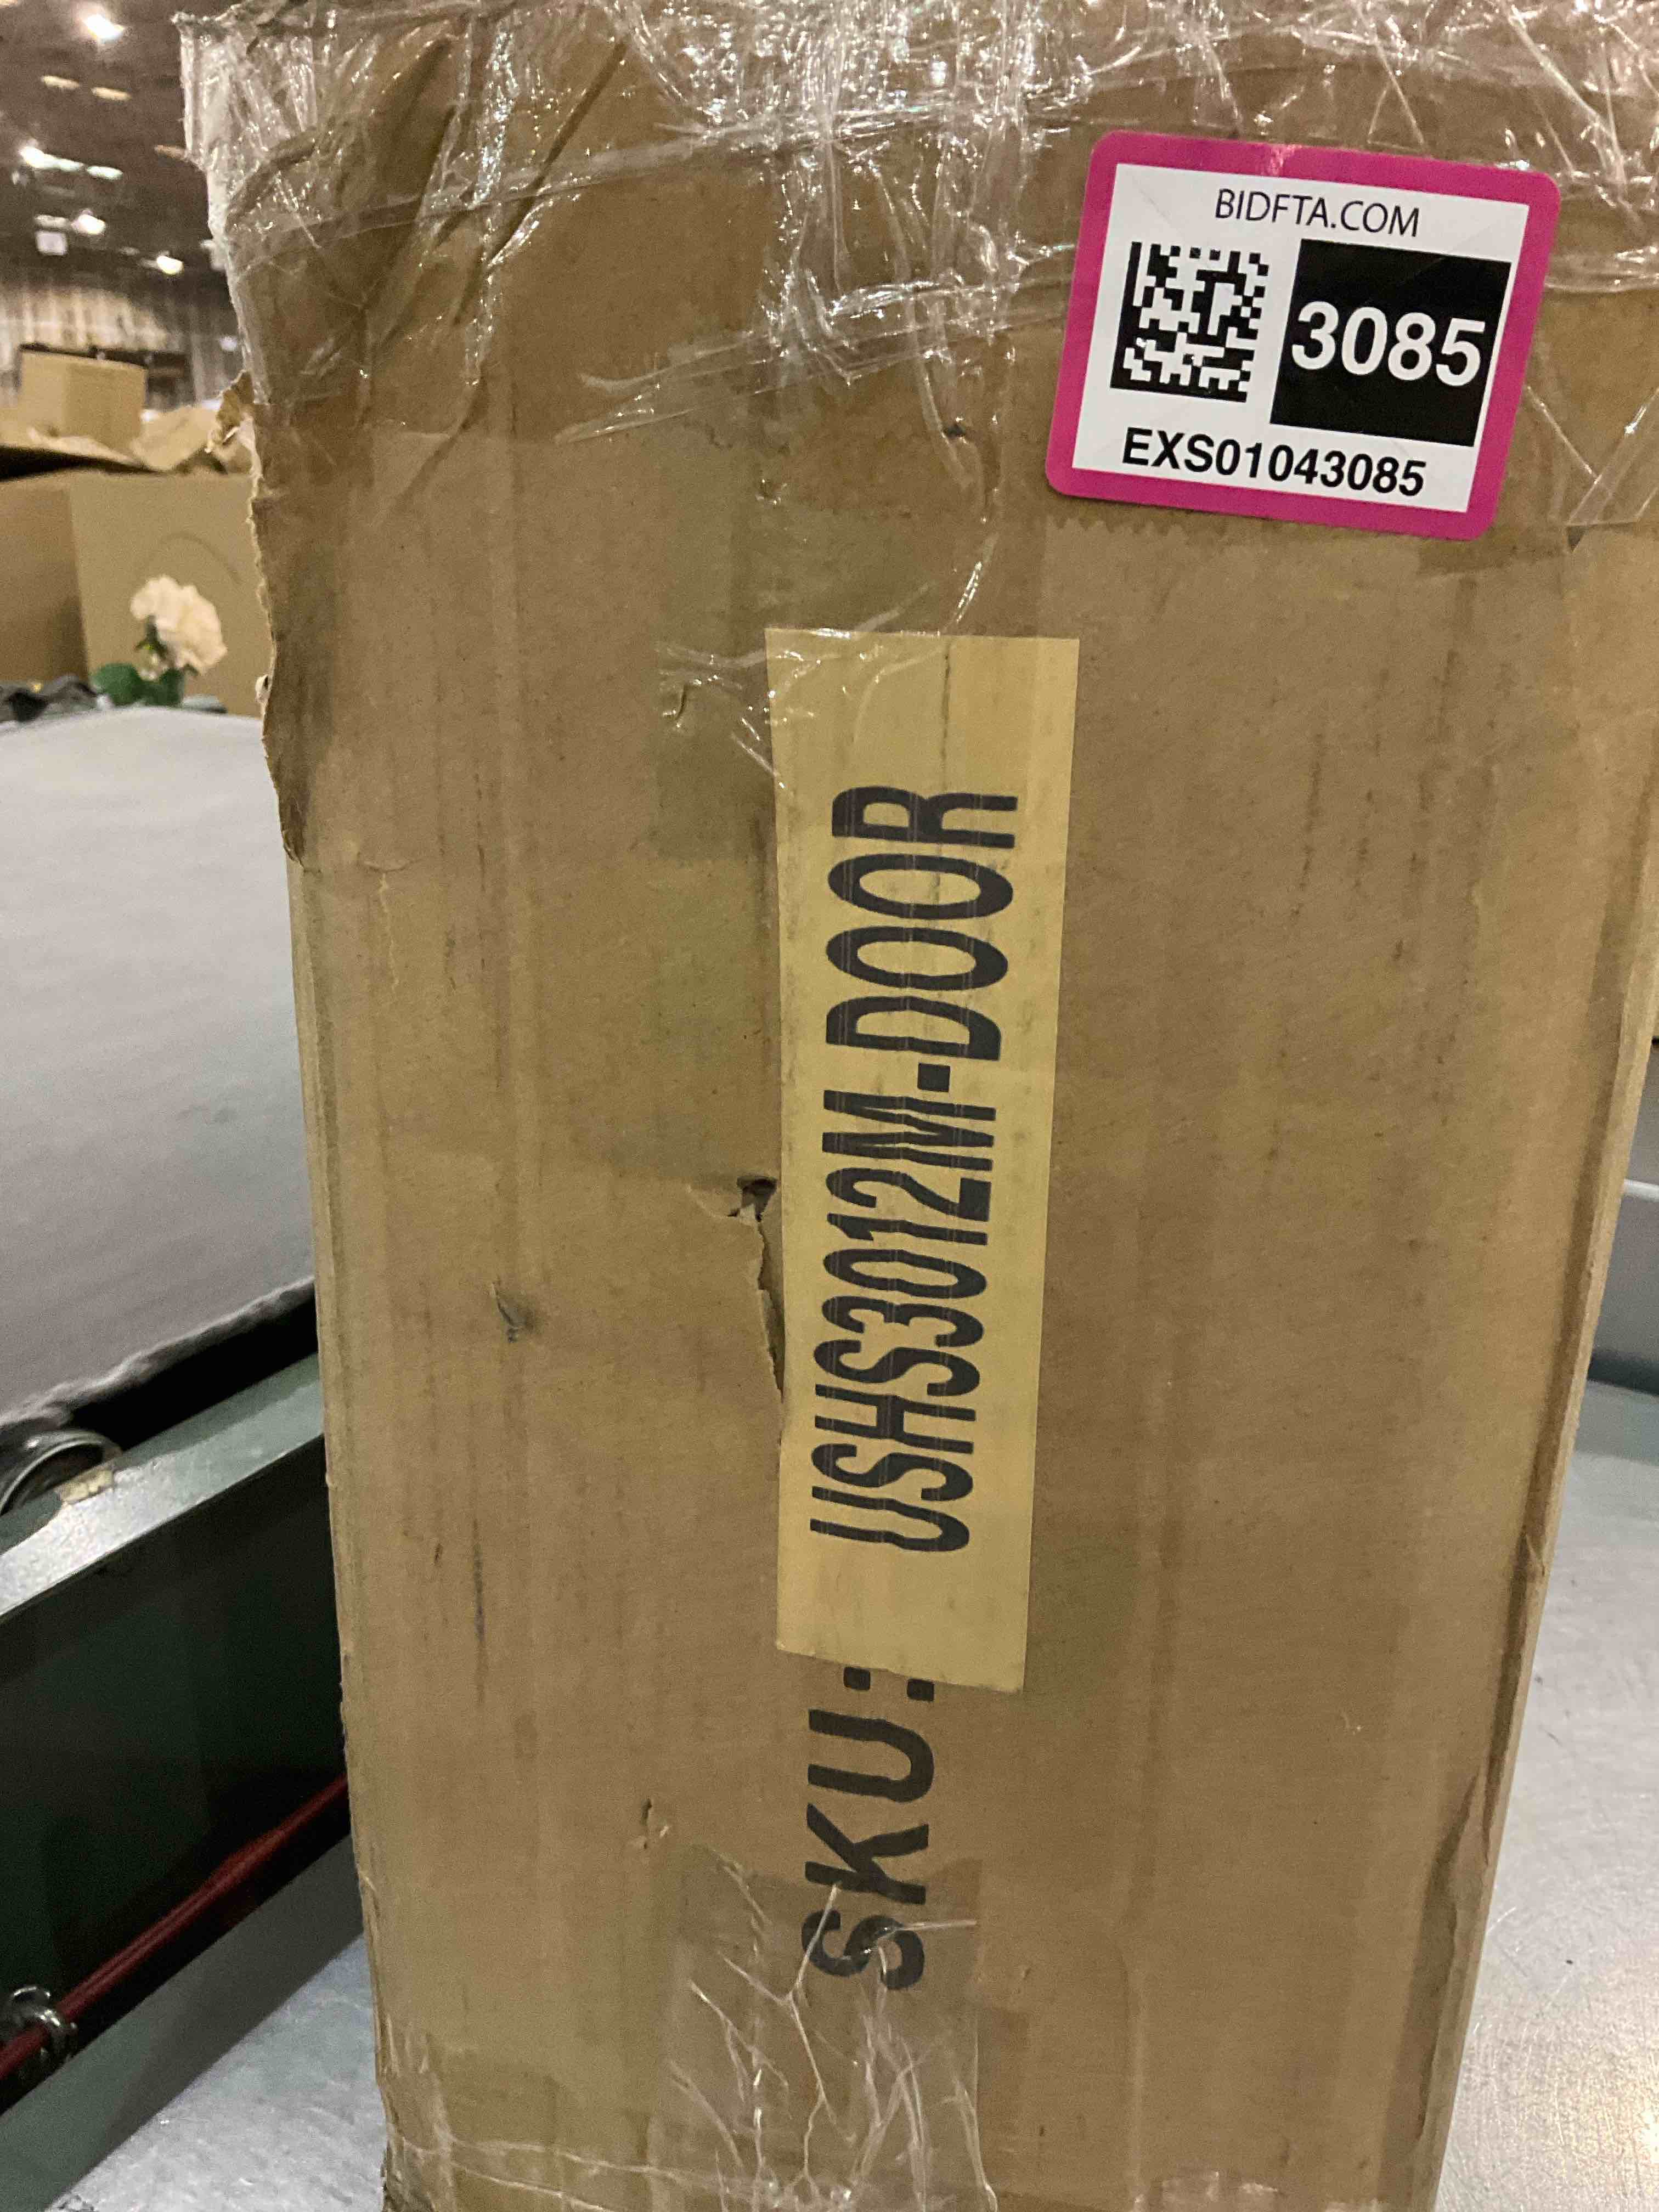 BIDFTA.COM
3085
EXS01043085
SKU: USHS3012M-DOOR